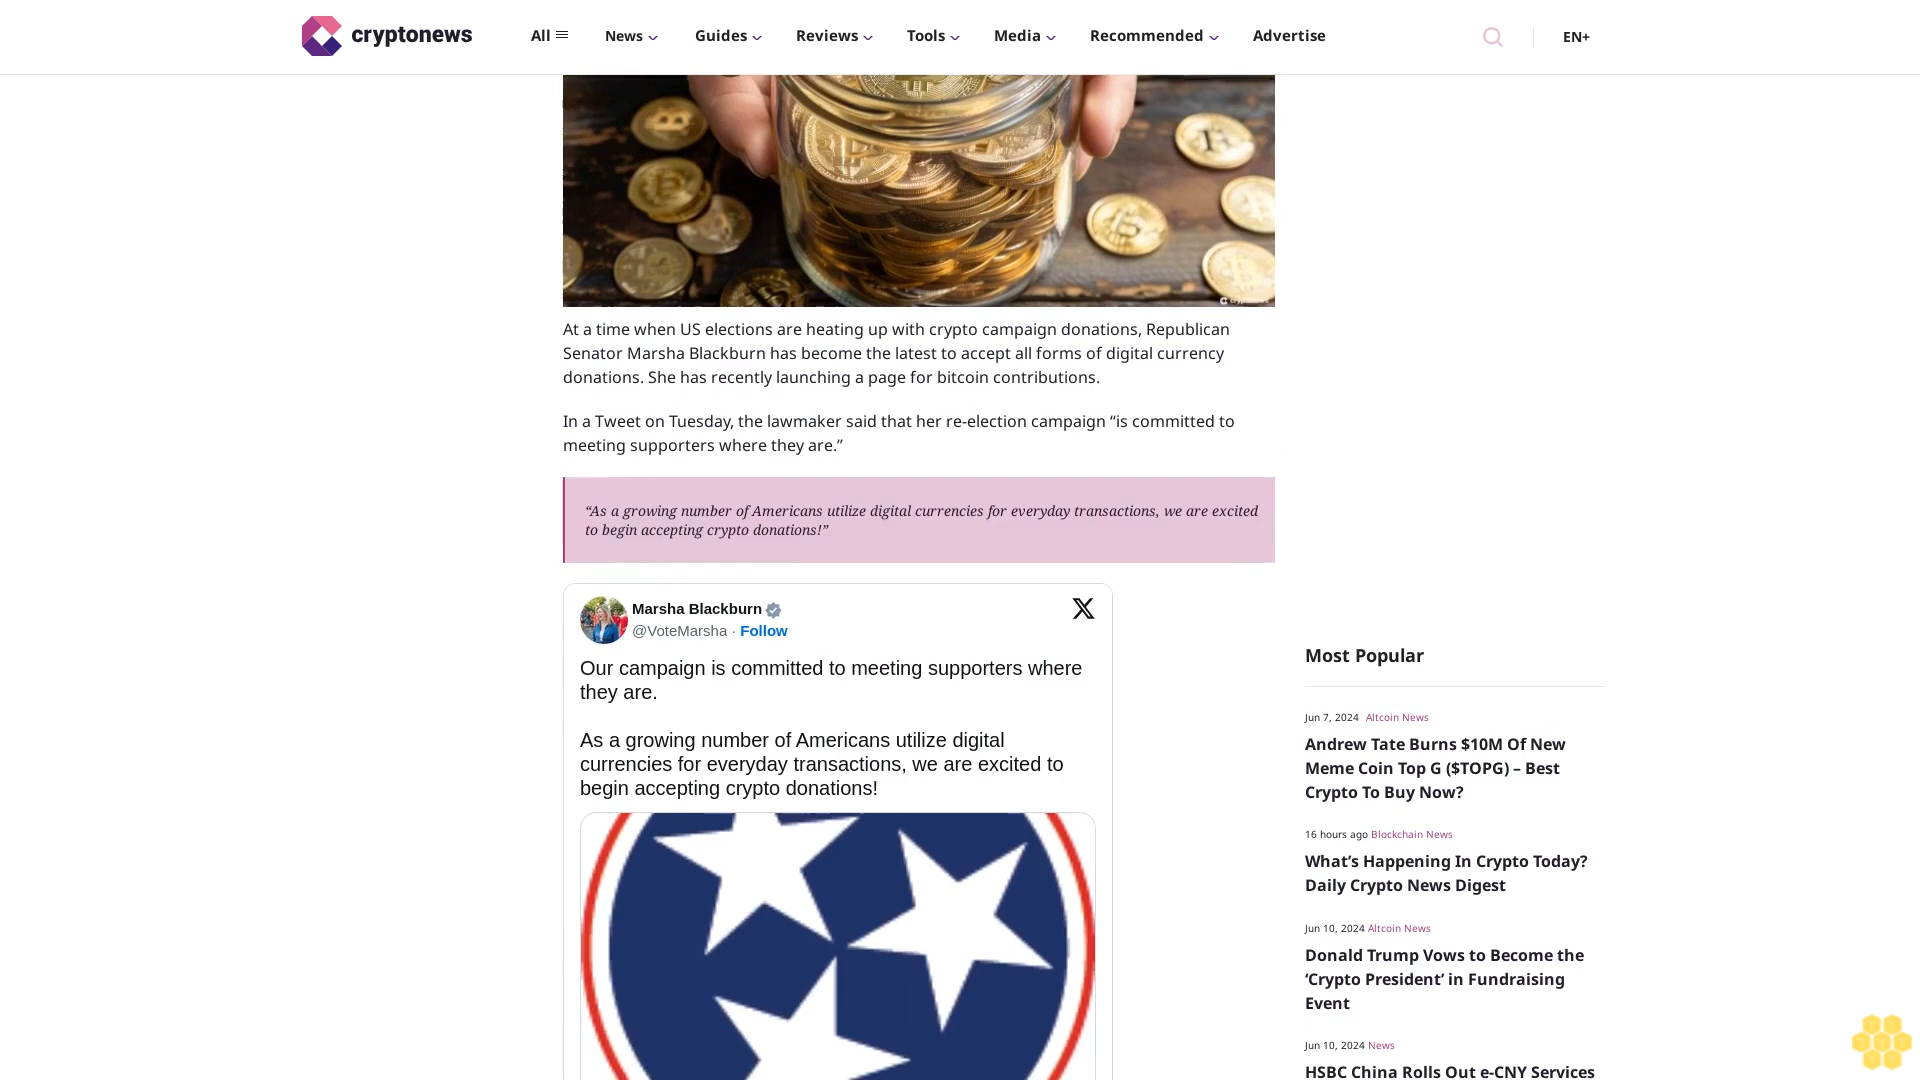 cryptonews
All
News
Guides
Reviews
Tools
Media
Recommended
Advertise
EN+
At a time when US elections are heating up with crypto campaign donations, Republican
Senator Marsha Blackburn has become the latest to accept all forms of digital currency
donations. She has recently launching a page for bitcoin contributions.
In a Tweet on Tuesday, the lawmaker said that her re-election campaign “is committed to
meeting supporters where they are.”
“As a growing number of Americans utilize digital currencies for everyday transactions, we are excited
to begin accepting crypto donations!”
Marsha Blackburn
@VoteMarsha · Follow
Our campaign is committed to meeting supporters where
they are.
As a growing number of Americans utilize digital
currencies for everyday transactions, we are excited to
begin accepting crypto donations!
Most Popular
Jun 7, 2024 Altcoin News
Andrew Tate Burns $10M Of New
Meme Coin Top G ($TOPG) – Best
Crypto To Buy Now?
16 hours ago Blockchain News
What’s Happening In Crypto Today?
Daily Crypto News Digest
Jun 10, 2024 Altcoin News
Donald Trump Vows to Become the
‘Crypto President’ in Fundraising
Event
Jun 10, 2024 News
HSBC China Rolls Out e-CNY Services